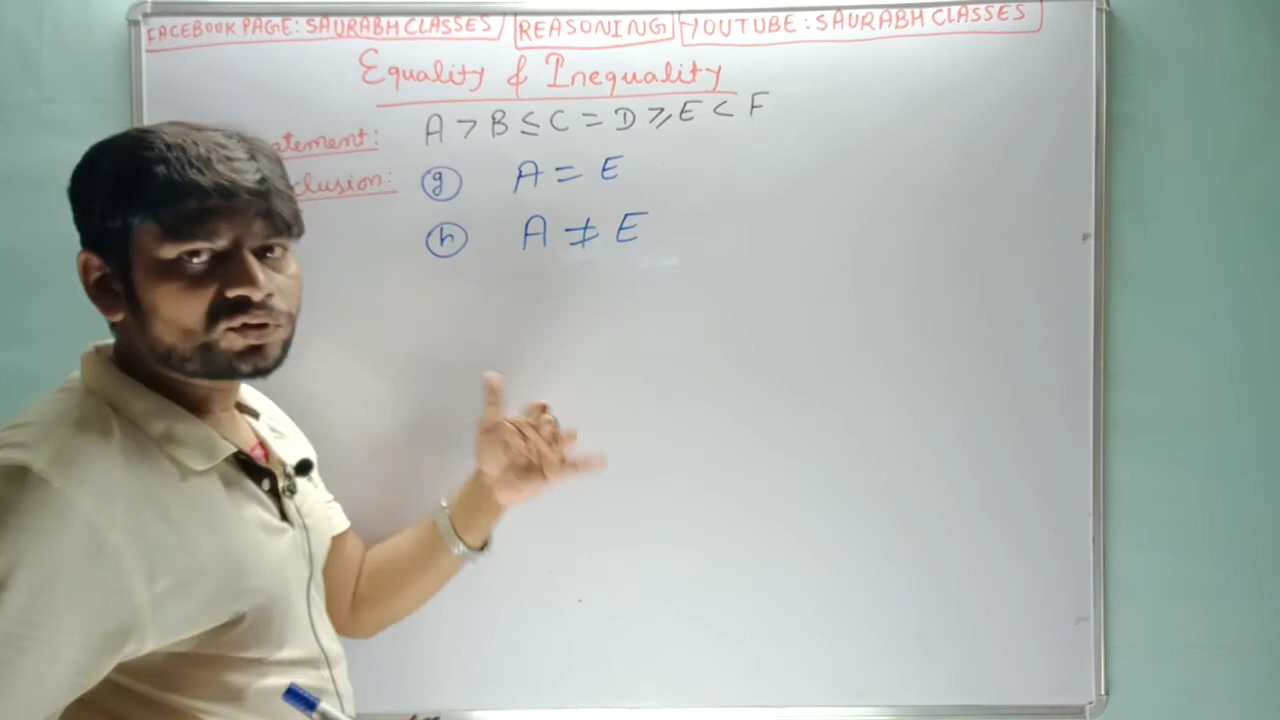 FACEBOOK PAGE: SAURABH CLASSES REASONING YOUTUBE: SAURABH CLASSES
Equality & Inequality
atement: A > B ≤ C = D ≥ E < F
clusion: g A = E
h A ≠ E